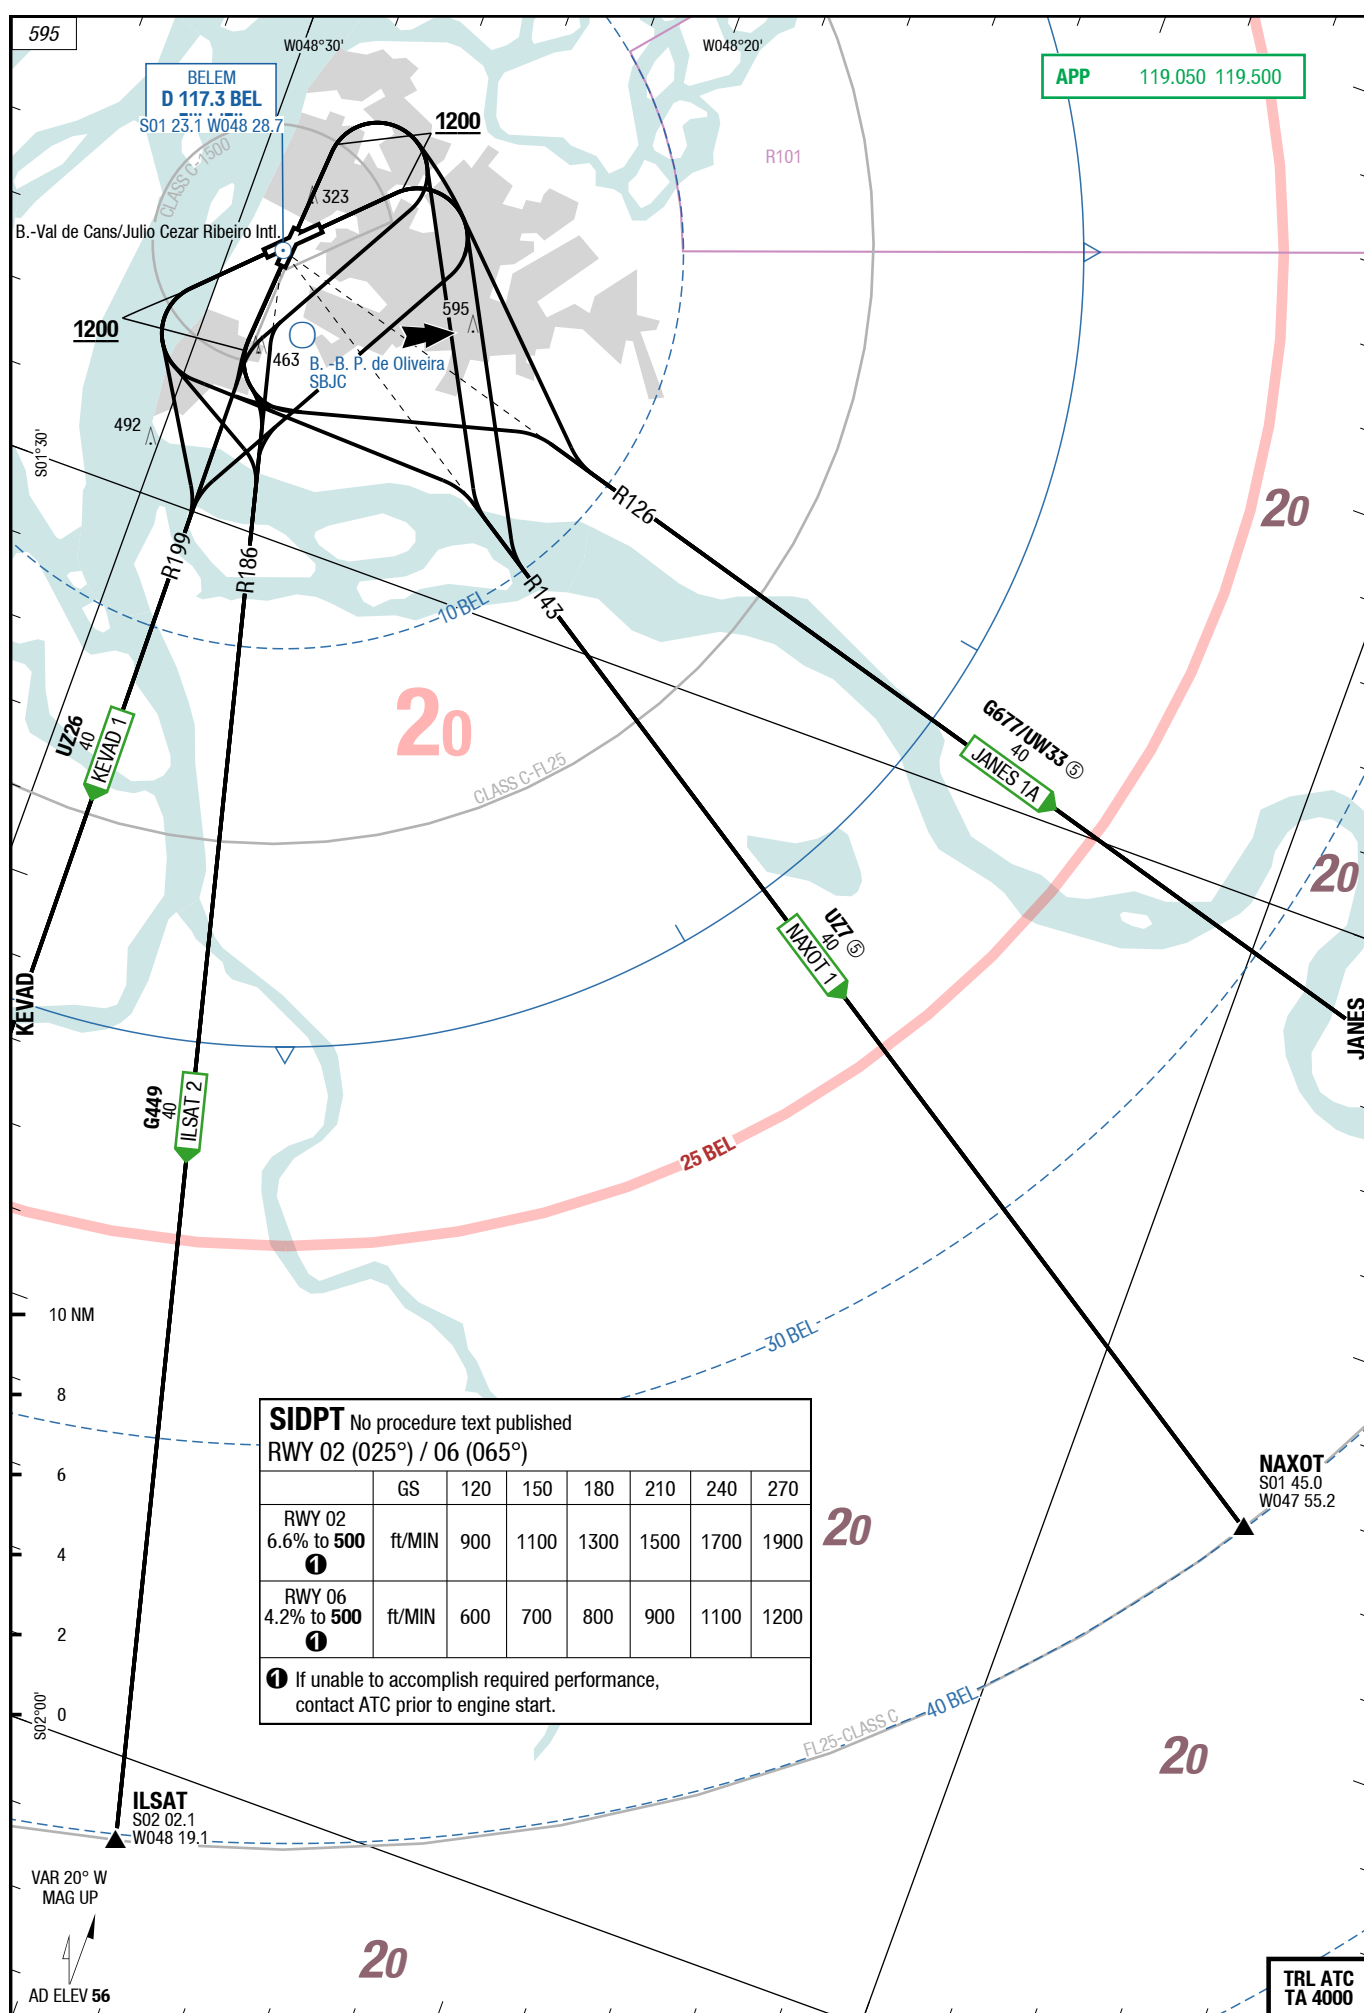 595
W048°30'
W048°20'
APP 119.050 119.500
BELEM
D 117.3 BEL
S01 23.1 W048 28.7
1200
CLASS C-1500
R101
323
B.-Val de Cans/Julio Cezar Ribeiro Intl.
595
1200
463
B. -B. P. de Oliveira
SBJC
492
S01°30'
R126
20
R199
R186
R143
10 BEL
20
UZ26
40
KEVAD 1
G677/UW33 ⑤
40
JANES 1A
CLASS C-FL25
20
UZ7 ⑤
40
NAXOT 1
KEVAD
JANES
G449
40
ILSAT 2
25 BEL
10 NM
30 BEL
8
SIDPT No procedure text published
RWY 02 (025°) / 06 (065°)
GS 120 150 180 210 240 270
RWY 02
6.6% to 500 ft/MIN 900 1100 1300 1500 1700 1900
❶
RWY 06
4.2% to 500 ft/MIN 600 700 800 900 1100 1200
❶
❶ If unable to accomplish required performance,
contact ATC prior to engine start.
6
4
2
0
NAXOT
S01 45.0
W047 55.2
20
S02°00'
40 BEL
FL25-CLASS C
20
ILSAT
S02 02.1
W048 19.1
VAR 20° W
MAG UP
20
AD ELEV 56
TRL ATC
TA 4000